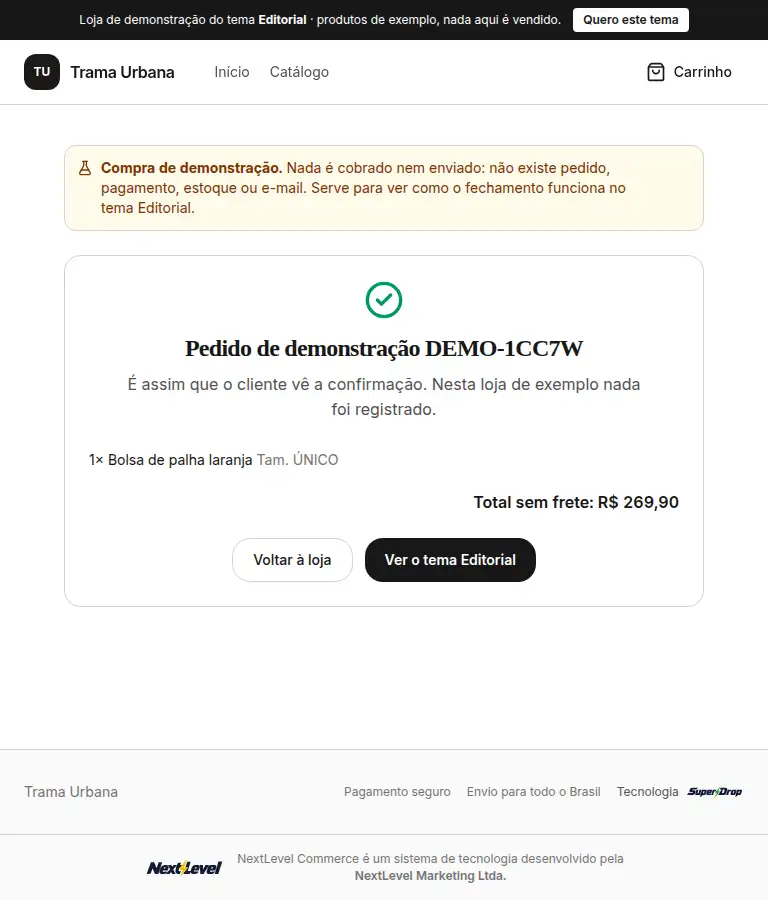 Loja de demonstração do tema Editorial · produtos de exemplo, nada aqui é vendido. Quero este tema
TU Trama Urbana Início Catálogo Carrinho
Compra de demonstração. Nada é cobrado nem enviado: não existe pedido,
pagamento, estoque ou e-mail. Serve para ver como o fechamento funciona no
tema Editorial.
Pedido de demonstração DEMO-1CC7W
É assim que o cliente vê a confirmação. Nesta loja de exemplo nada
foi registrado.
1× Bolsa de palha laranja Tam. ÚNICO
Total sem frete: R$ 269,90
Voltar à loja Ver o tema Editorial
Trama Urbana Pagamento seguro Envio para todo o Brasil Tecnologia SuperDrop
NextLevel NextLevel Commerce é um sistema de tecnologia desenvolvido pela
NextLevel Marketing Ltda.